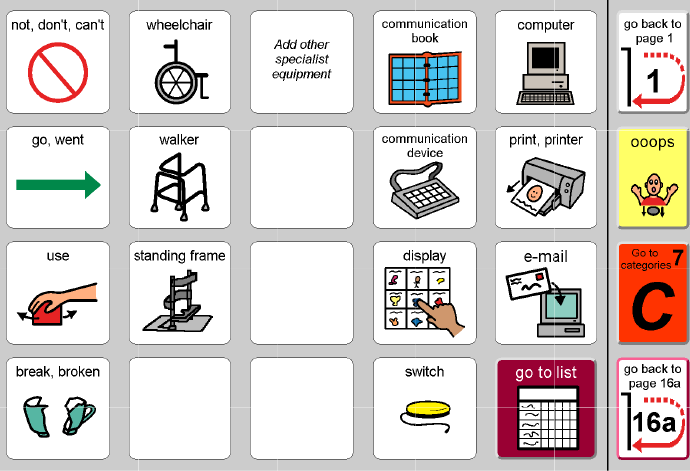 not, don't, can't
wheelchair
Add other
specialist
equipment
communication
book
computer
go back to
page 1
1
go, went
walker
communication
device
print, printer
ooops
use
standing frame
display
e-mail
Go to
categories 7
C
break, broken
switch
go to list
go back to
page 16a
16a